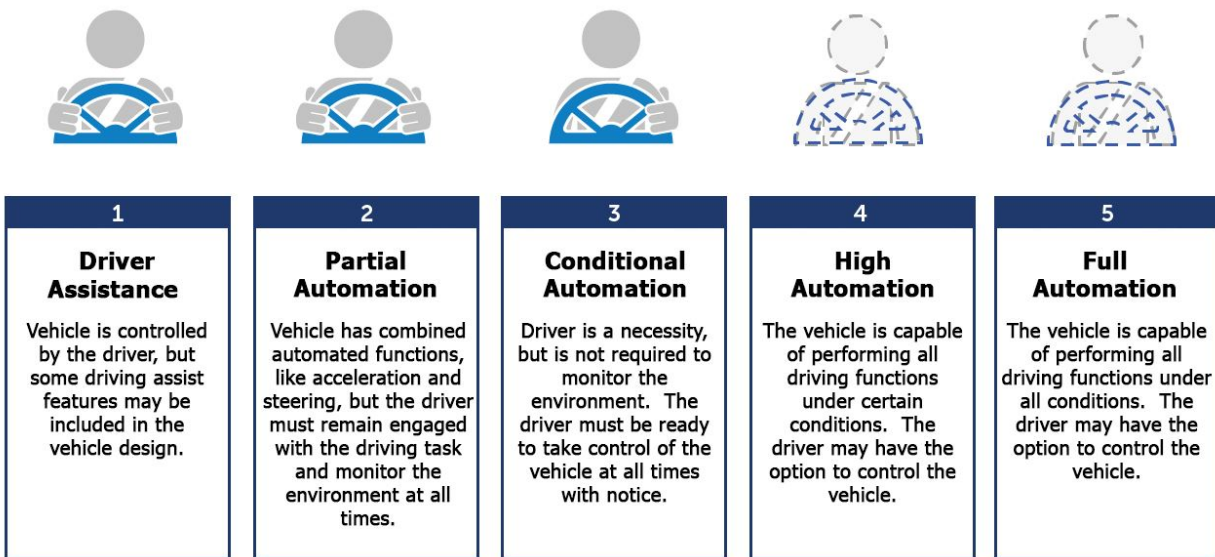 1
Driver
Assistance
Vehicle is controlled
by the driver, but
some driving assist
features may be
included in the
vehicle design.
2
Partial
Automation
Vehicle has combined
automated functions,
like acceleration and
steering, but the driver
must remain engaged
with the driving task
and monitor the
environment at all
times.
3
Conditional
Automation
Driver is a necessity,
but is not required to
monitor the
environment. The
driver must be ready
to take control of the
vehicle at all times
with notice.
4
High
Automation
The vehicle is capable
of performing all
driving functions
under certain
conditions. The
driver may have the
option to control the
vehicle.
5
Full
Automation
The vehicle is capable
of performing all
driving functions under
all conditions. The
driver may have the
option to control the
vehicle.